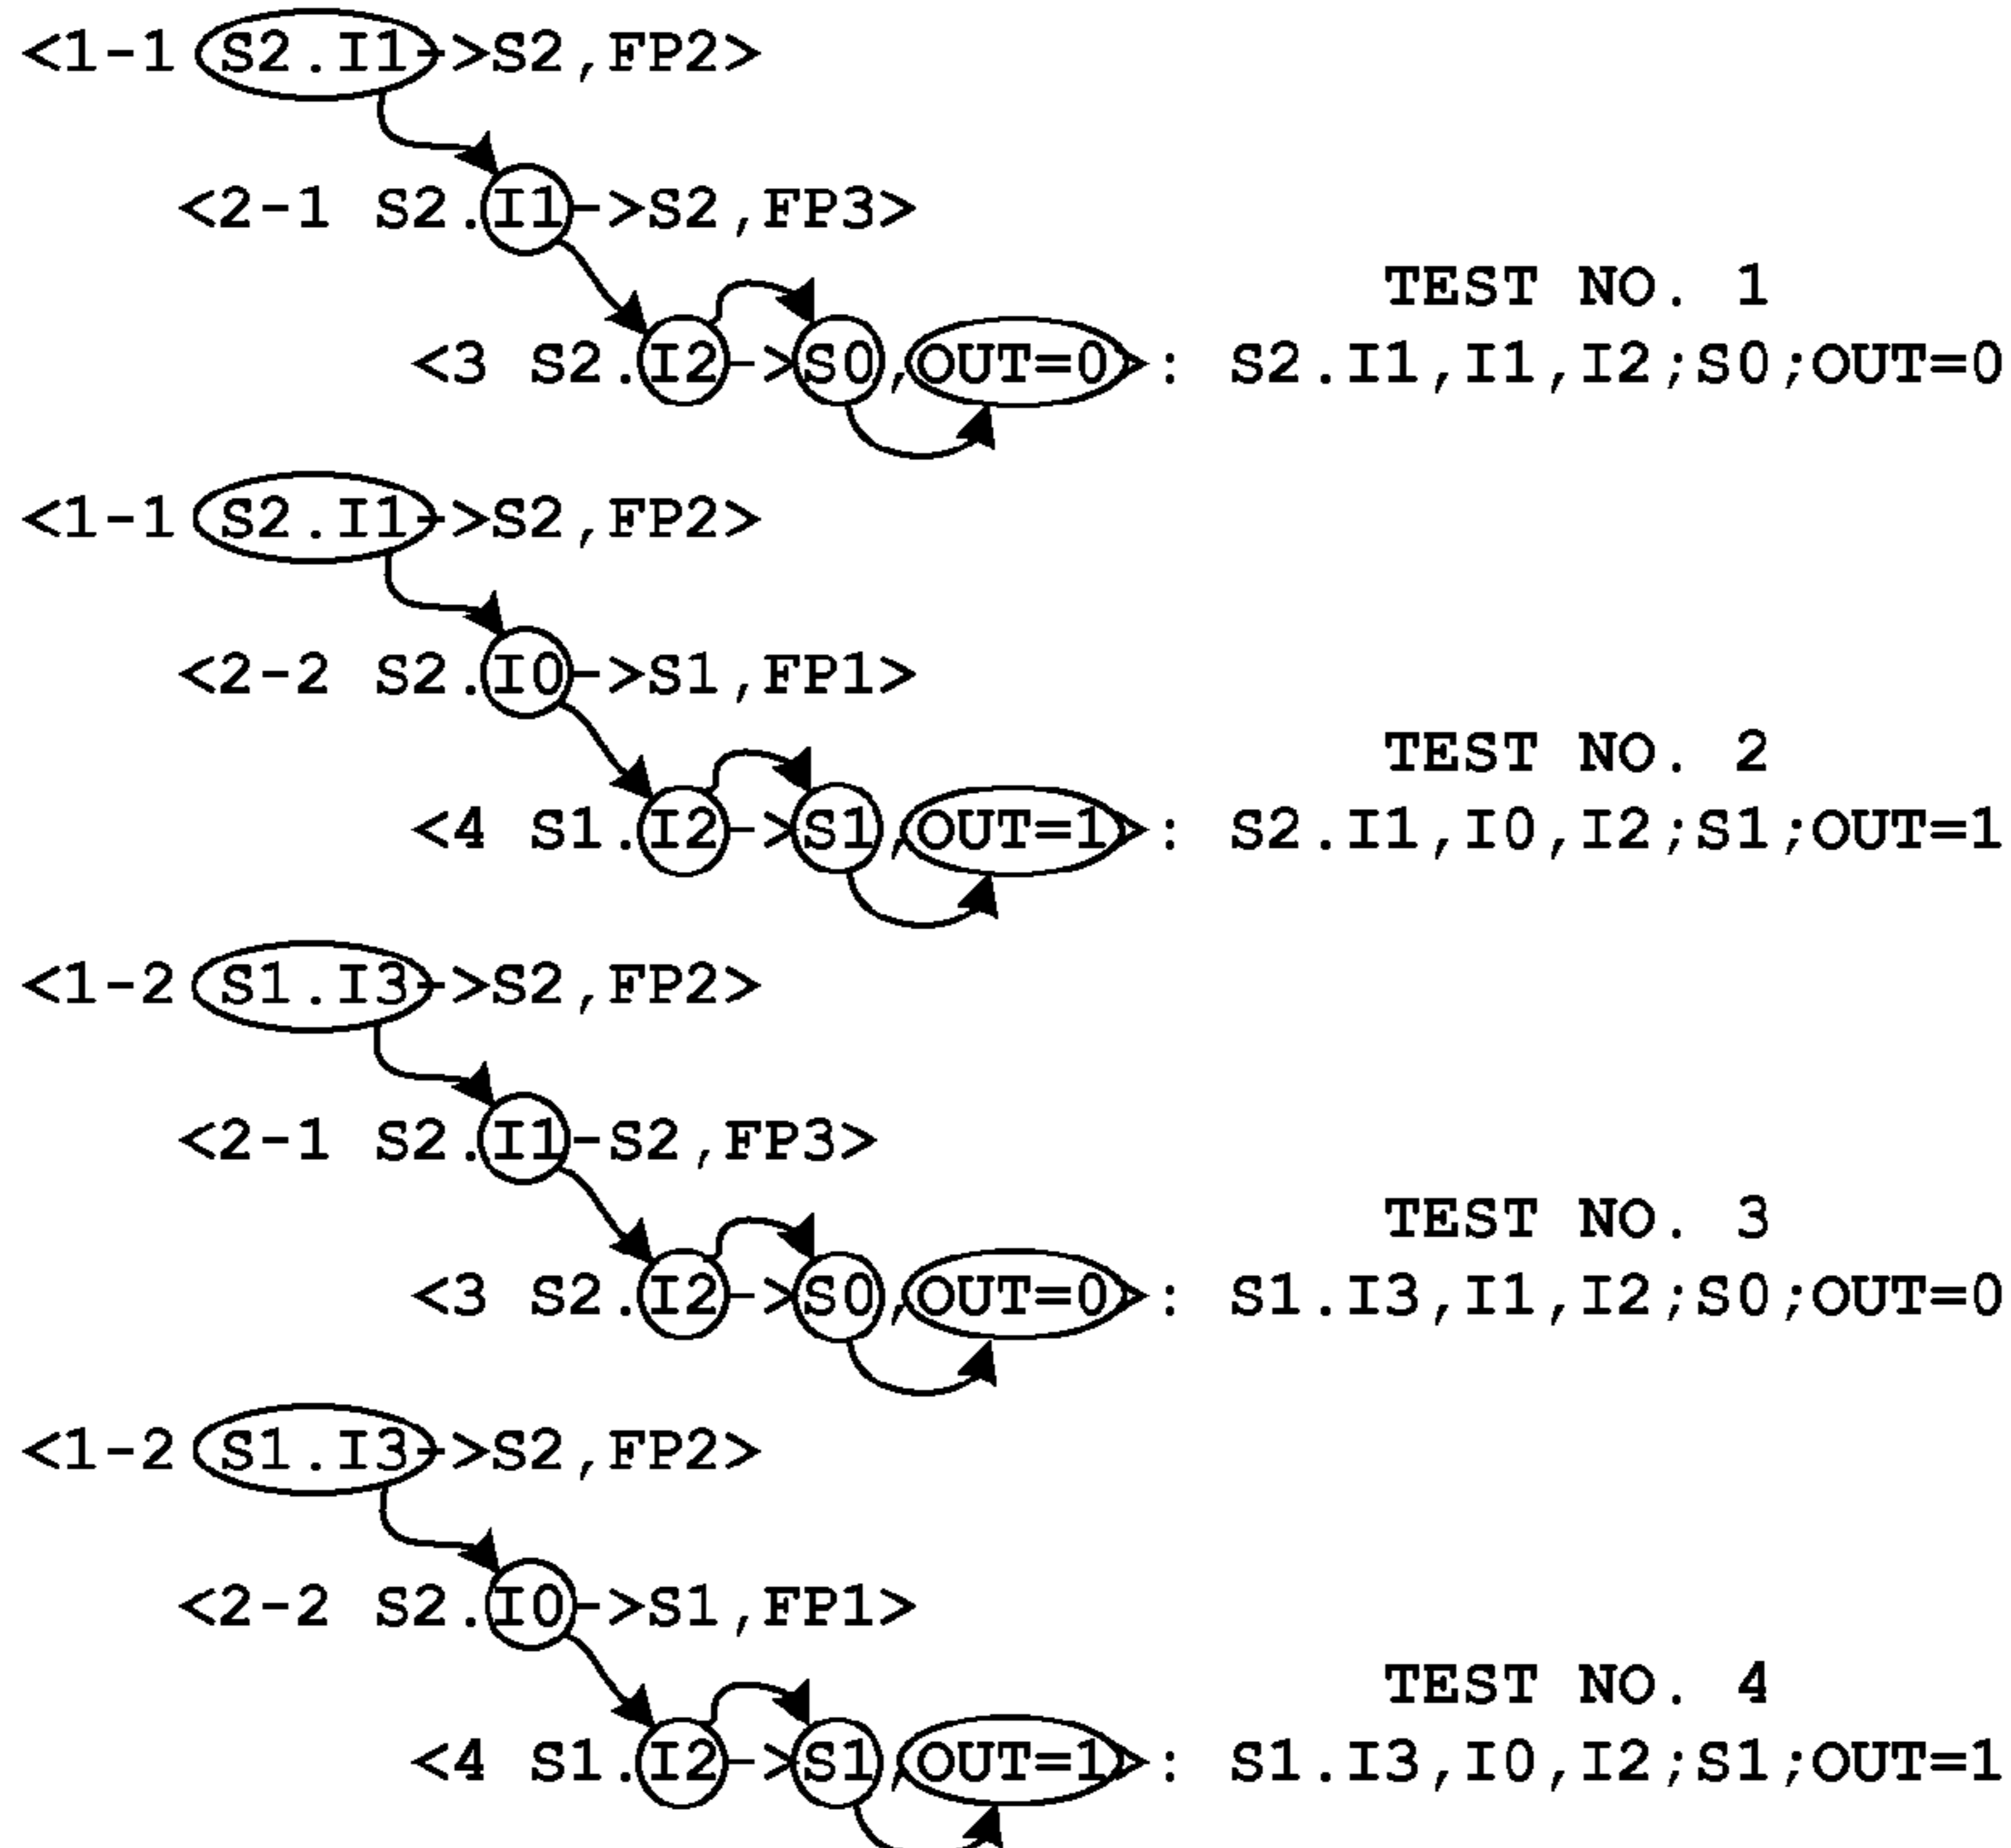 <1-1 S2.I1->S2,FP2>
<2-1 S2.I1->S2,FP3>
TEST NO. 1
<3 S2.I2->S0,OUT=0>: S2.I1,I1,I2;S0;OUT=0
<1-1 S2.I1->S2,FP2>
<2-2 S2.I0->S1,FP1>
TEST NO. 2
<4 S1.I2->S1,OUT=1>: S2.I1,I0,I2;S1;OUT=1
<1-2 S1.I3->S2,FP2>
<2-1 S2.I1-S2,FP3>
TEST NO. 3
<3 S2.I2->S0,OUT=0>: S1.I3,I1,I2;S0;OUT=0
<1-2 S1.I3->S2,FP2>
<2-2 S2.I0->S1,FP1>
TEST NO. 4
<4 S1.I2->S1,OUT=1>: S1.I3,I0,I2;S1;OUT=1